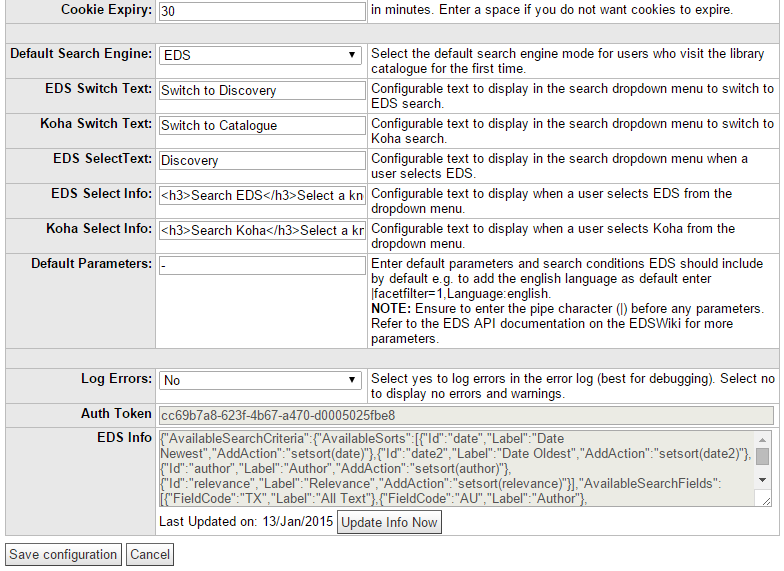 Cookie Expiry: 30 in minutes. Enter a space if you do not want cookies to expire.
Default Search Engine: EDS Select the default search engine mode for users who visit the library
catalogue for the first time.
EDS Switch Text: Switch to Discovery Configurable text to display in the search dropdown menu to switch to
EDS search.
Koha Switch Text: Switch to Catalogue Configurable text to display in the search dropdown menu to switch to
Koha search.
EDS SelectText: Discovery Configurable text to display in the search dropdown menu when a
user selects EDS.
EDS Select Info: <h3>Search EDS</h3>Select a kn Configurable text to display when a user selects EDS from the
dropdown menu.
Koha Select Info: <h3>Search Koha</h3>Select a kn Configurable text to display when a user selects Koha from the
dropdown menu.
Default Parameters: - Enter default parameters and search conditions EDS should include
by default e.g. to add the english language as default enter
|facetfilter=1,Language:english.
NOTE: Ensure to enter the pipe character (|) before any parameters.
Refer to the EDS API documentation on the EDSWiki for more
parameters.
Log Errors: No Select yes to log errors in the error log (best for debugging). Select no
to display no errors and warnings.
Auth Token cc69b7a8-623f-4b67-a470-d0005025fbe8
EDS Info {"AvailableSearchCriteria":{"AvailableSorts":[{"Id":"date","Label":"Date
Newest","AddAction":"setsort(date)"},{"Id":"date2","Label":"Date Oldest","AddAction":"setsort(date2)"},
{"Id":"author","Label":"Author","AddAction":"setsort(author)"},
{"Id":"relevance","Label":"Relevance","AddAction":"setsort(relevance)"}],"AvailableSearchFields":
[{"FieldCode":"TX","Label":"All Text"},{"FieldCode":"AU","Label":"Author"},
Last Updated on: 13/Jan/2015 Update Info Now
Save configuration Cancel